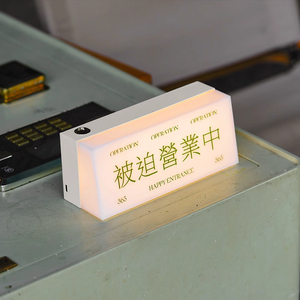 OPERATION OPERATION OPERATION
被迫營業中
365 HAPPY ENTRANCE 365